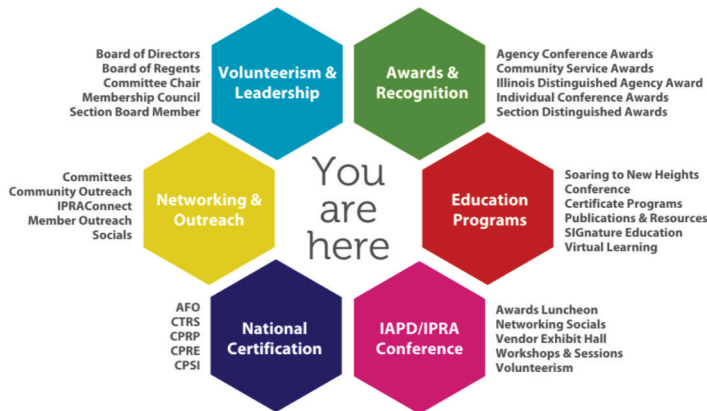 Board of Directors
Board of Regents
Committee Chair
Membership Council
Section Board Member
Volunteerism &
Leadership
Awards &
Recognition
Agency Conference Awards
Community Service Awards
Illinois Distinguished Agency Award
Individual Conference Awards
Section Distinguished Awards
Committees
Community Outreach
IPRAConnect
Member Outreach
Socials
Networking &
Outreach
You
are
here
Education
Programs
Soaring to New Heights
Conference
Certificate Programs
Publications & Resources
SIGnature Education
Virtual Learning
AFO
CTRS
CPRP
CPRE
CPSI
National
Certification
IAPD/IPRA
Conference
Awards Luncheon
Networking Socials
Vendor Exhibit Hall
Workshops & Sessions
Volunteerism